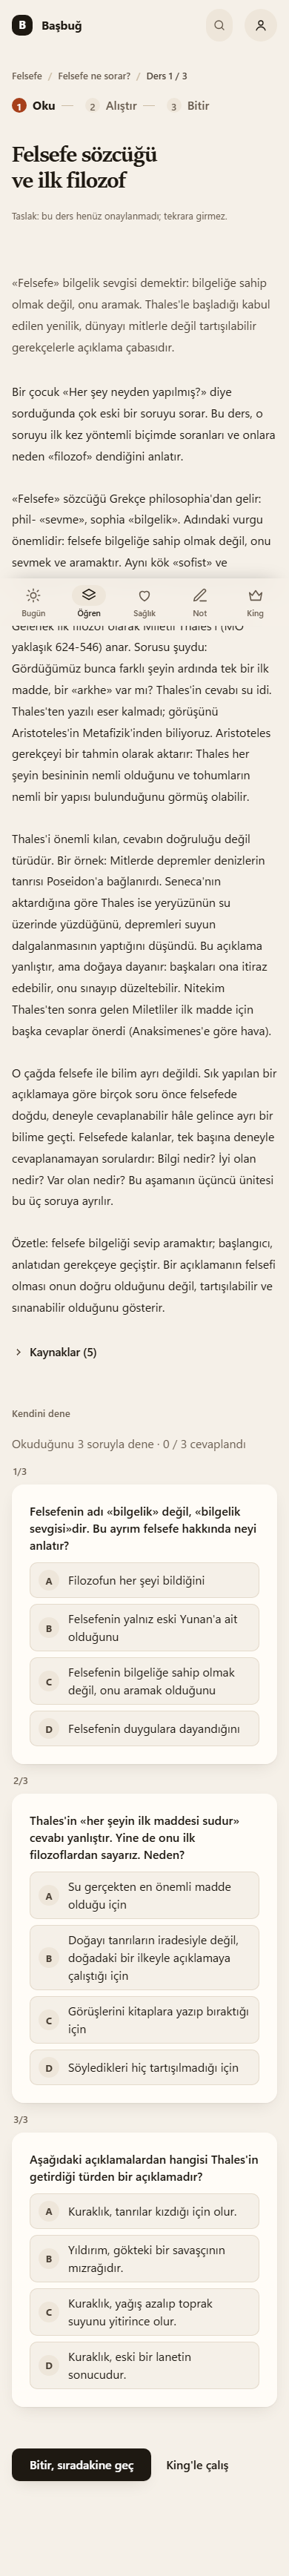 B Başbuğ
Felsefe / Felsefe ne sorar? / Ders 1 / 3
1 Oku — 2 Alıştır — 3 Bitir
Felsefe sözcüğü
ve ilk filozof
Taslak: bu ders henüz onaylanmadı; tekrara girmez.
«Felsefe» bilgelik sevgisi demektir: bilgeliğe sahip
olmak değil, onu aramak. Thales'le başladığı kabul
edilen yenilik, dünyayı mitlerle değil tartışılabilir
gerekçelerle açıklama çabasıdır.
Bir çocuk «Her şey neyden yapılmış?» diye
sorduğunda çok eski bir soruyu sorar. Bu ders, o
soruyu ilk kez yöntemli biçimde soranları ve onlara
neden «filozof» dendiğini anlatır.
«Felsefe» sözcüğü Grekçe philosophia'dan gelir:
phil- «sevme», sophia «bilgelik». Adındaki vurgu
önemlidir: felsefe bilgeliğe sahip olmak değil, onu
sevmek ve aramaktır. Aynı kök «sofist» ve
Bugün
Öğren
Sağlık
Not
King
Gelenek ilk filozof olarak Thales'i (MÖ
yaklaşık 624-546) anar. Sorusu şuydu:
Gördüğümüz bunca farklı şeyin ardında tek bir ilk
madde, bir «arkhe» var mı? Thales'in cevabı su idi.
Thales'ten yazılı eser kalmadı; görüşünü
Aristoteles'in Metafizik'inden biliyoruz. Aristoteles
gerekçeyi bir tahmin olarak aktarır: Thales her
şeyin besininin nemli olduğunu ve tohumların
nemli bir yapısı bulunduğunu görmüş olabilir.
Thales'i önemli kılan, cevabın doğruluğu değil
türüdür. Bir örnek: Mitlerde depremler denizlerin
tanrısı Poseidon'a bağlanırdı. Seneca'nın
aktardığına göre Thales ise yeryüzünün su
üzerinde yüzdüğünü, depremleri suyun
dalgalanmasının yaptığını düşündü. Bu açıklama
yanlıştır, ama doğaya dayanır: başkaları ona itiraz
edebilir, onu sınayıp düzeltebilir. Nitekim
Thales'ten sonra gelen Miletliler ilk madde için
başka cevaplar önerdi (Anaksimenes'e göre hava).
O çağda felsefe ile bilim ayrı değildi. Sık yapılan bir
açıklamaya göre birçok soru önce felsefede
doğdu, deneyle cevaplanabilir hâle gelince ayrı bir
bilime geçti. Felsefede kalanlar, tek başına deneyle
cevaplanamayan sorulardır: Bilgi nedir? İyi olan
nedir? Var olan nedir? Bu aşamanın üçüncü ünitesi
bu üç soruya ayrılır.
Özetle: felsefe bilgeliği sevip aramaktır; başlangıcı,
anlatıdan gerekçeye geçiştir. Bir açıklamanın felsefi
olması onun doğru olduğunu değil, tartışılabilir ve
sınanabilir olduğunu gösterir.
Kaynaklar (5)
Kendini dene
Okuduğunu 3 soruyla dene · 0 / 3 cevaplandı
1/3
Felsefenin adı «bilgelik» değil, «bilgelik
sevgisi»dir. Bu ayrım felsefe hakkında neyi
anlatır?
A Filozofun her şeyi bildiğini
B Felsefenin yalnız eski Yunan'a ait
olduğunu
C Felsefenin bilgeliğe sahip olmak
değil, onu aramak olduğunu
D Felsefenin duygulara dayandığını
2/3
Thales'in «her şeyin ilk maddesi sudur»
cevabı yanlıştır. Yine de onu ilk
filozoflardan sayarız. Neden?
A Su gerçekten en önemli madde
olduğu için
B Doğayı tanrıların iradesiyle değil,
doğadaki bir ilkeyle açıklamaya
çalıştığı için
C Görüşlerini kitaplara yazıp bıraktığı
için
D Söyledikleri hiç tartışılmadığı için
3/3
Aşağıdaki açıklamalardan hangisi Thales'in
getirdiği türden bir açıklamadır?
A Kuraklık, tanrılar kızdığı için olur.
B Yıldırım, gökteki bir savaşçının
mızrağıdır.
C Kuraklık, yağış azalıp toprak
suyunu yitirince olur.
D Kuraklık, eski bir lanetin
sonucudur.
Bitir, sıradakine geç
King'le çalış